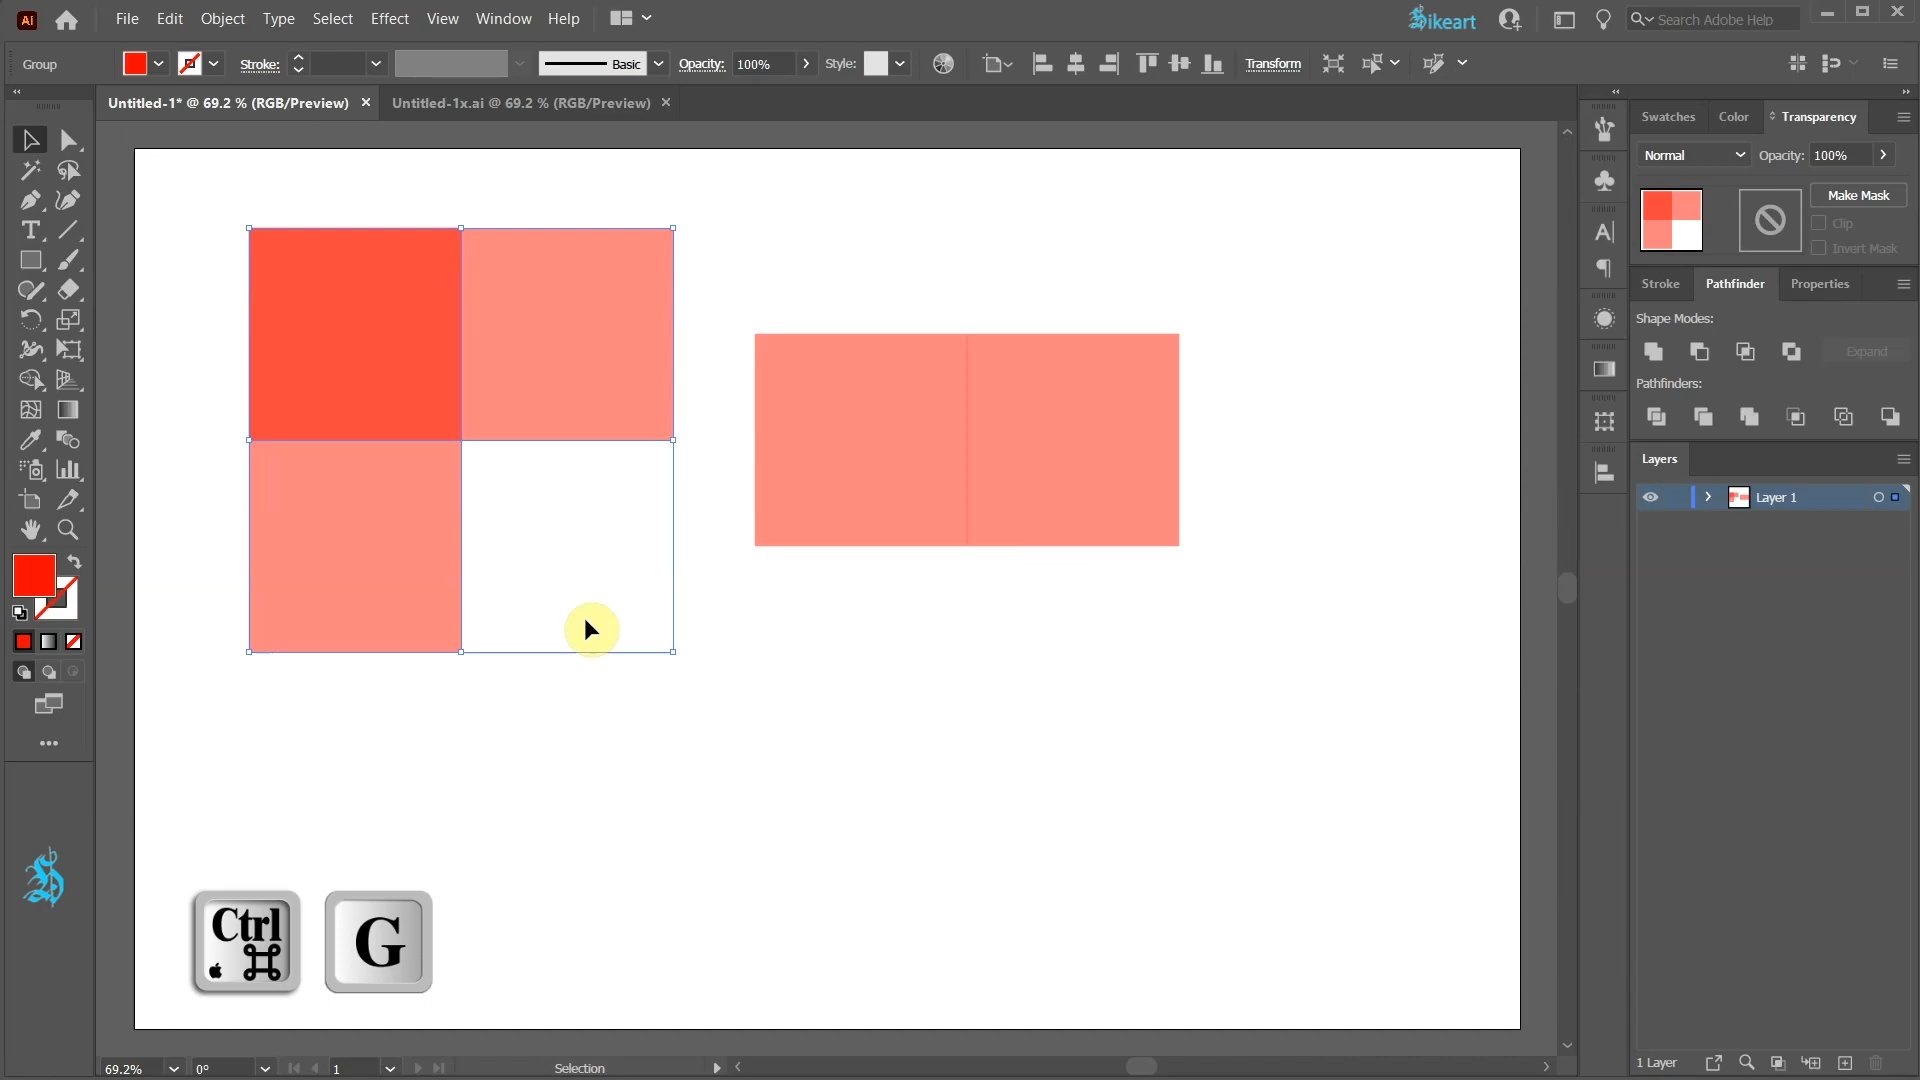 Ai File Edit Object Type Select Effect View Window Help Sikeart Search Adobe Help
Group Stroke: Basic Opacity: 100% Style: Transform
Untitled-1* @ 69.2 % (RGB/Preview) × Untitled-1x.ai @ 69.2 % (RGB/Preview) ×
Swatches Color Transparency
Normal Opacity: 100%
Make Mask
Clip
Invert Mask
Stroke Pathfinder Properties
Shape Modes:
Expand
Pathfinders:
Layers
Layer 1
Ctrl
G
1 Layer
69.2% 0° 1 Selection